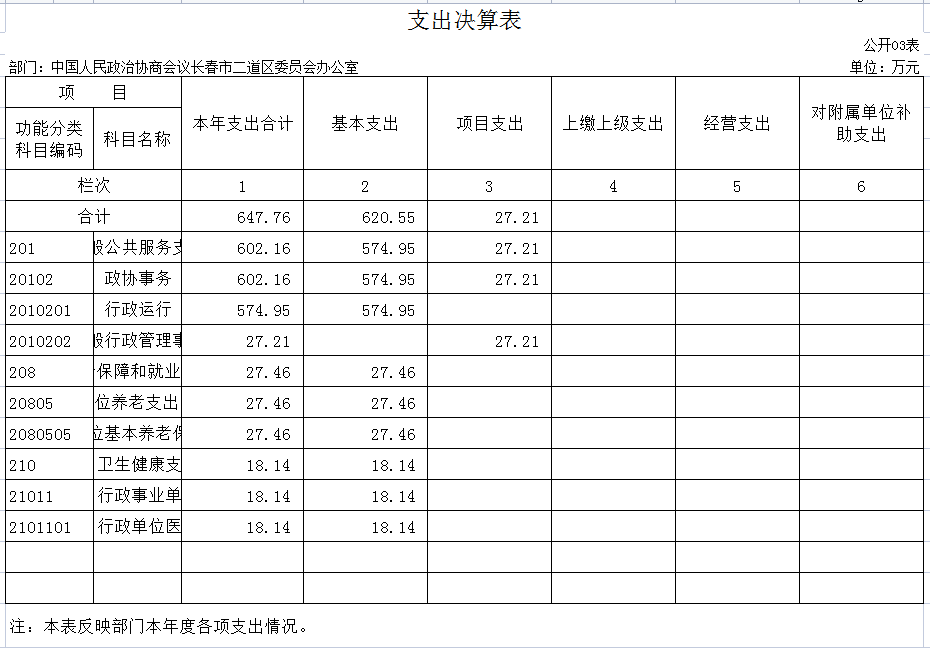 支出决算表
公开03表
部门：中国人民政治协商会议长春市二道区委员会办公室 单位：万元
项 目 本年支出合计 基本支出 项目支出 上缴上级支出 经营支出 对附属单位补助支出
功能分类科目编码 科目名称
栏次 1 2 3 4 5 6
合计 647.76 620.55 27.21
201 般公共服务支 602.16 574.95 27.21
20102 政协事务 602.16 574.95 27.21
2010201 行政运行 574.95 574.95
2010202 般行政管理事 27.21 27.21
208 保障和就业 27.46 27.46
20805 位养老支出 27.46 27.46
2080505 位基本养老保 27.46 27.46
210 卫生健康支 18.14 18.14
21011 行政事业单 18.14 18.14
2101101 行政单位医 18.14 18.14
注：本表反映部门本年度各项支出情况。